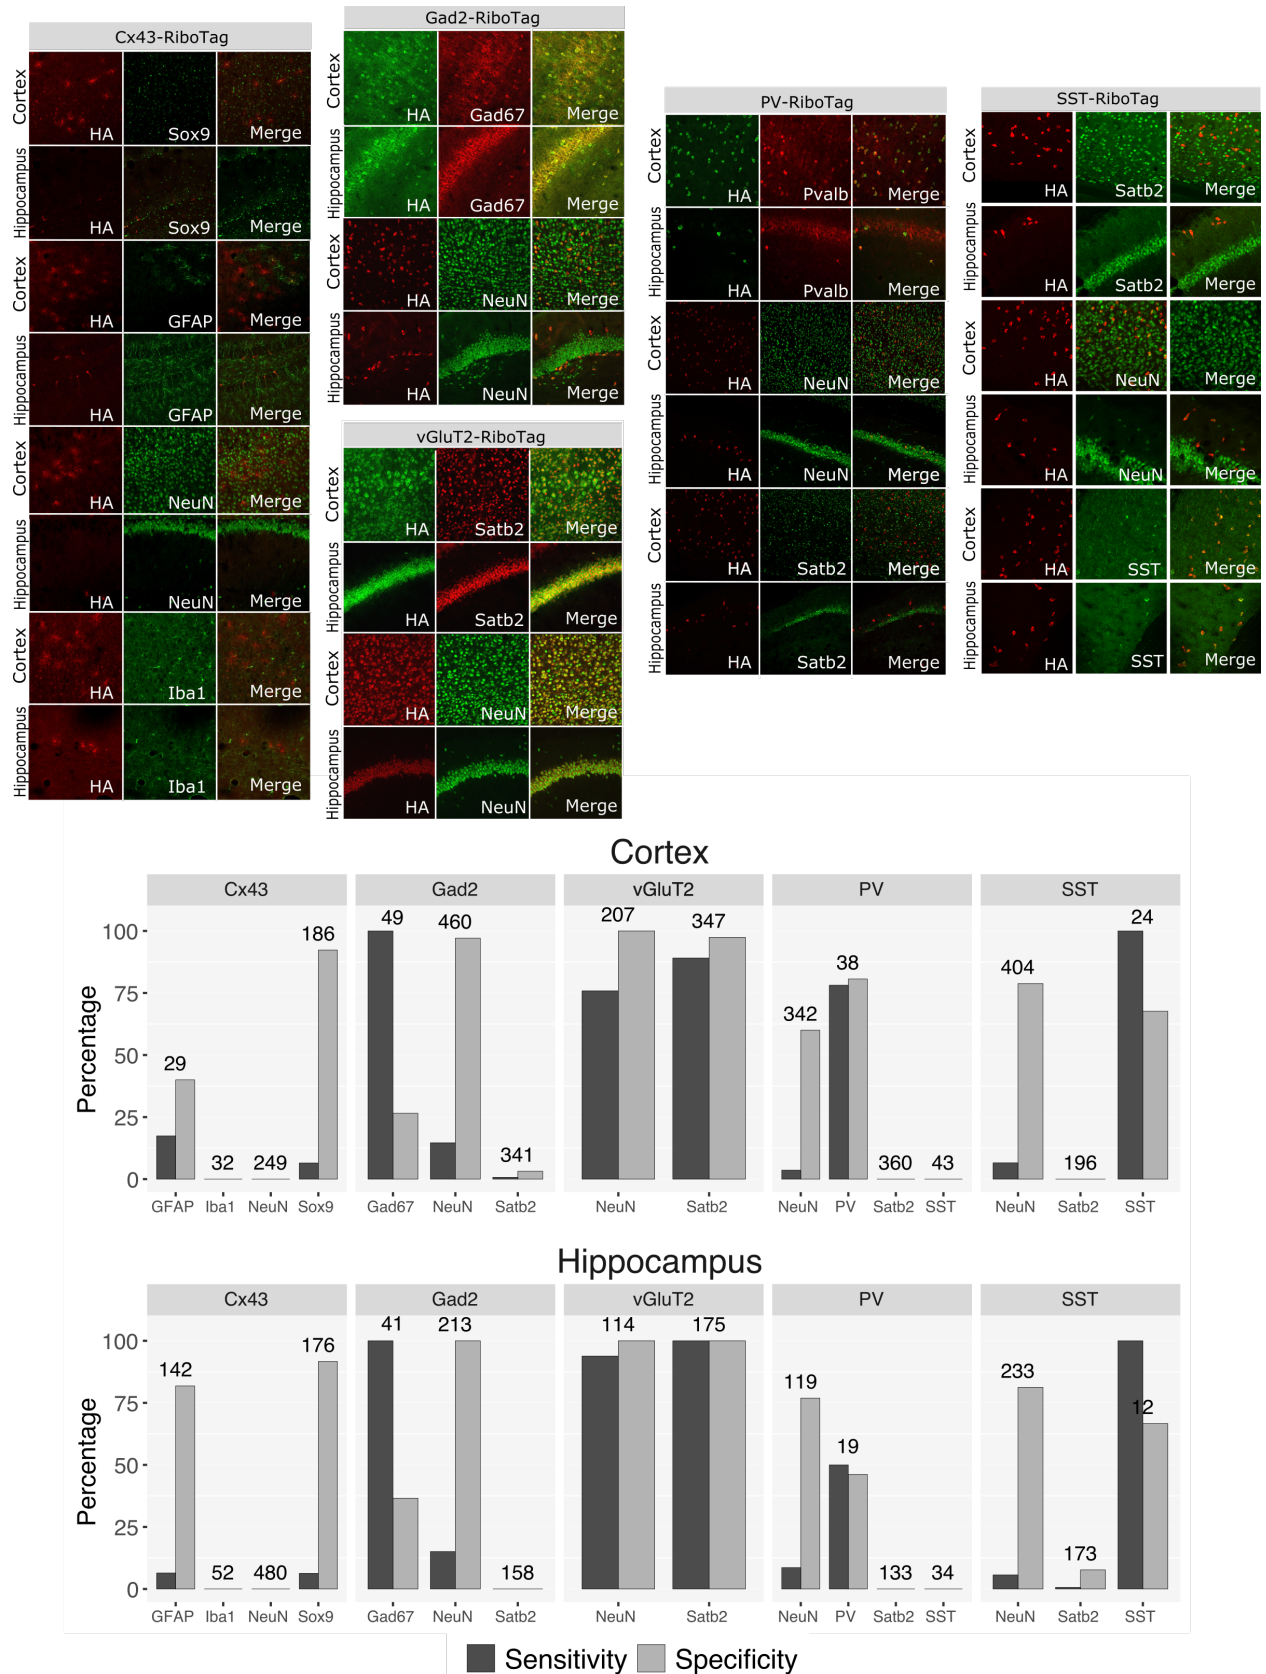 Cx43-RiboTag
Cortex HA Sox9 Merge
Hippocampus HA Sox9 Merge
Cortex HA GFAP Merge
Hippocampus HA GFAP Merge
Cortex HA NeuN Merge
Hippocampus HA NeuN Merge
Cortex HA Iba1 Merge
Hippocampus HA Iba1 Merge
Gad2-RiboTag
Cortex HA Gad67 Merge
Hippocampus HA Gad67 Merge
Cortex HA NeuN Merge
Hippocampus HA NeuN Merge
vGluT2-RiboTag
Cortex HA Satb2 Merge
Hippocampus HA Satb2 Merge
Cortex HA NeuN Merge
Hippocampus HA NeuN Merge
PV-RiboTag
Cortex HA Pvalb Merge
Hippocampus HA Pvalb Merge
Cortex HA NeuN Merge
Hippocampus HA NeuN Merge
Cortex HA Satb2 Merge
Hippocampus HA Satb2 Merge
SST-RiboTag
Cortex HA Satb2 Merge
Hippocampus HA Satb2 Merge
Cortex HA NeuN Merge
Hippocampus HA NeuN Merge
Cortex HA SST Merge
Hippocampus HA SST Merge
Cortex
Cx43 Gad2 vGluT2 PV SST
Percentage
100
75
50
25
0
29 32 249 186
49 460 341
207 347
342 38 360 43
404 196 24
GFAP Iba1 NeuN Sox9 Gad67 NeuN Satb2 NeuN Satb2 NeuN PV Satb2 SST NeuN Satb2 SST
Hippocampus
Cx43 Gad2 vGluT2 PV SST
Percentage
100
75
50
25
0
142 52 480 176
41 213 158
114 175
119 19 133 34
233 173 12
GFAP Iba1 NeuN Sox9 Gad67 NeuN Satb2 NeuN Satb2 NeuN PV Satb2 SST NeuN Satb2 SST
Sensitivity Specificity